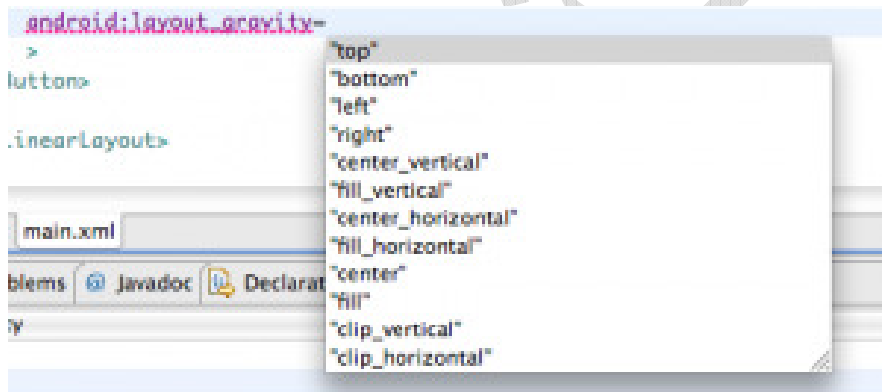 android:layout_gravity=
>
utton>
inearLayout>
"top"
"bottom"
"left"
"right"
"center_vertical"
"fill_vertical"
"center_horizontal"
"fill_horizontal"
"center"
"fill"
"clip_vertical"
"clip_horizontal"
main.xml
blems @ Javadoc Declarat
y